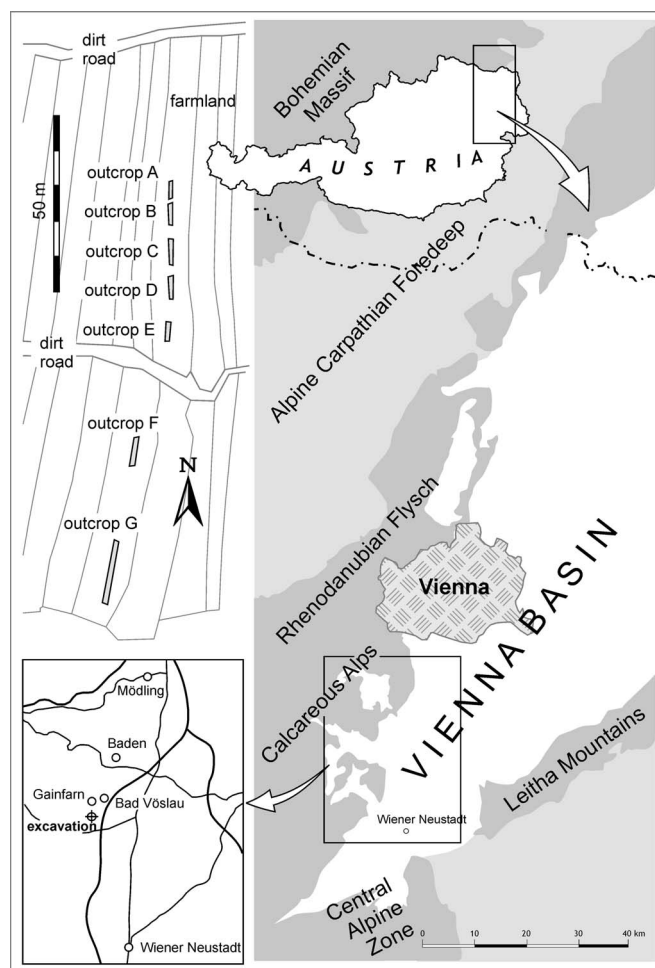 dirt
road
farmland
50 m
outcrop A
outcrop B
outcrop C
outcrop D
outcrop E
dirt
road
outcrop F
N
outcrop G
Bohemian
Massif
AUSTRIA
Alpine Carpathian Foredeep
Rhenodanubian Flysch
Vienna
VIENNA BASIN
Calcareous Alps
Leitha Mountains
Wiener Neustadt
Central
Alpine
Zone
0 10 20 30 40 km
Mödling
Baden
Gainfarn
Bad Vöslau
excavation
Wiener Neustadt